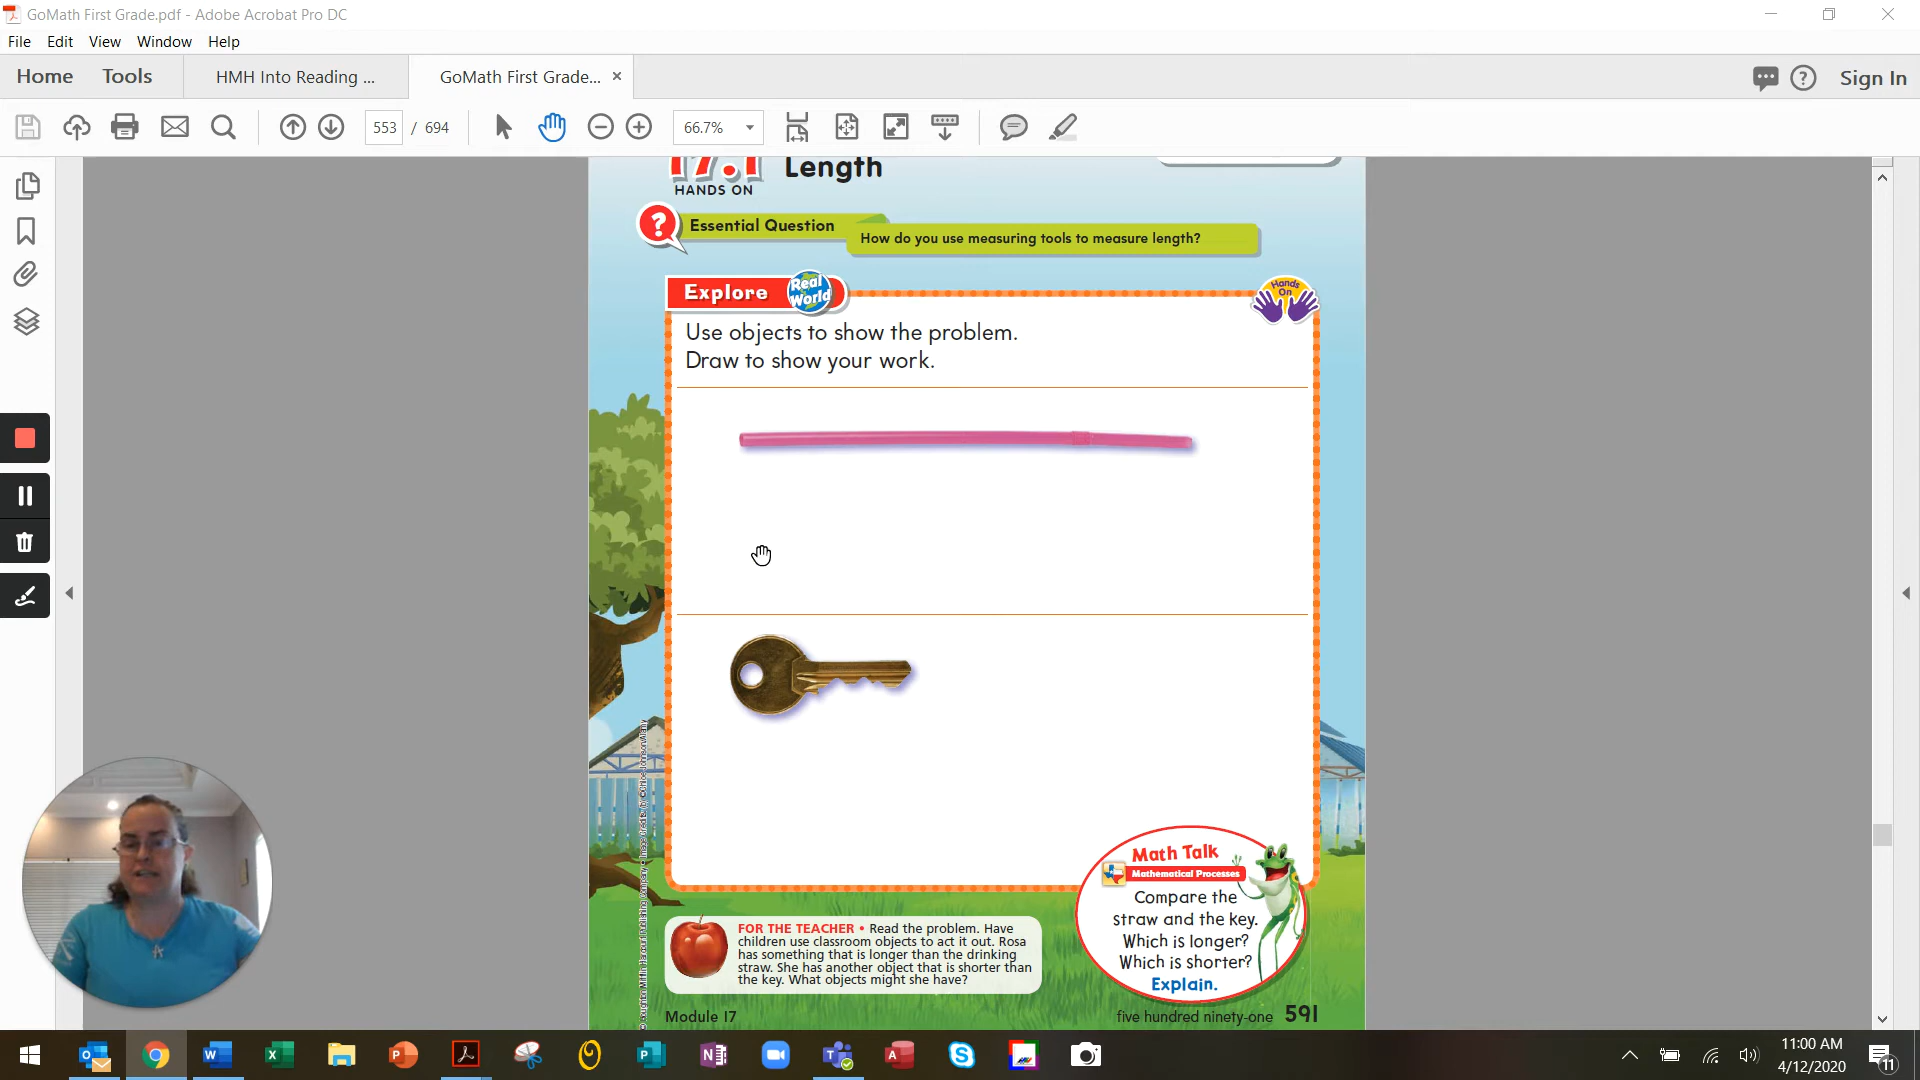 GoMath First Grade.pdf - Adobe Acrobat Pro DC
File Edit View Window Help
Home Tools HMH Into Reading ... GoMath First Grade... × Sign In
553 / 694 66.7%
17.1 Length
HANDS ON
Essential Question
How do you use measuring tools to measure length?
Explore Real World
Hands On
Use objects to show the problem.
Draw to show your work.
Math Talk
Mathematical Processes
Compare the
straw and the key.
Which is longer?
Which is shorter?
Explain.
FOR THE TEACHER • Read the problem. Have
children use classroom objects to act it out. Rosa
has something that is longer than the drinking
straw. She has another object that is shorter than
the key. What objects might she have?
Module 17
five hundred ninety-one 591
11:00 AM
4/12/2020
11